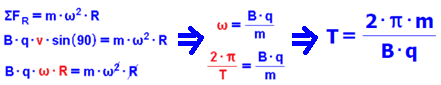 ΣF_R = m·ω²·R
B·q·v·sin(90) = m·ω²·R
B·q·ω·R = m·ω²·R
ω = B·q / m
2·π / T = B·q / m
T = 2·π·m / B·q